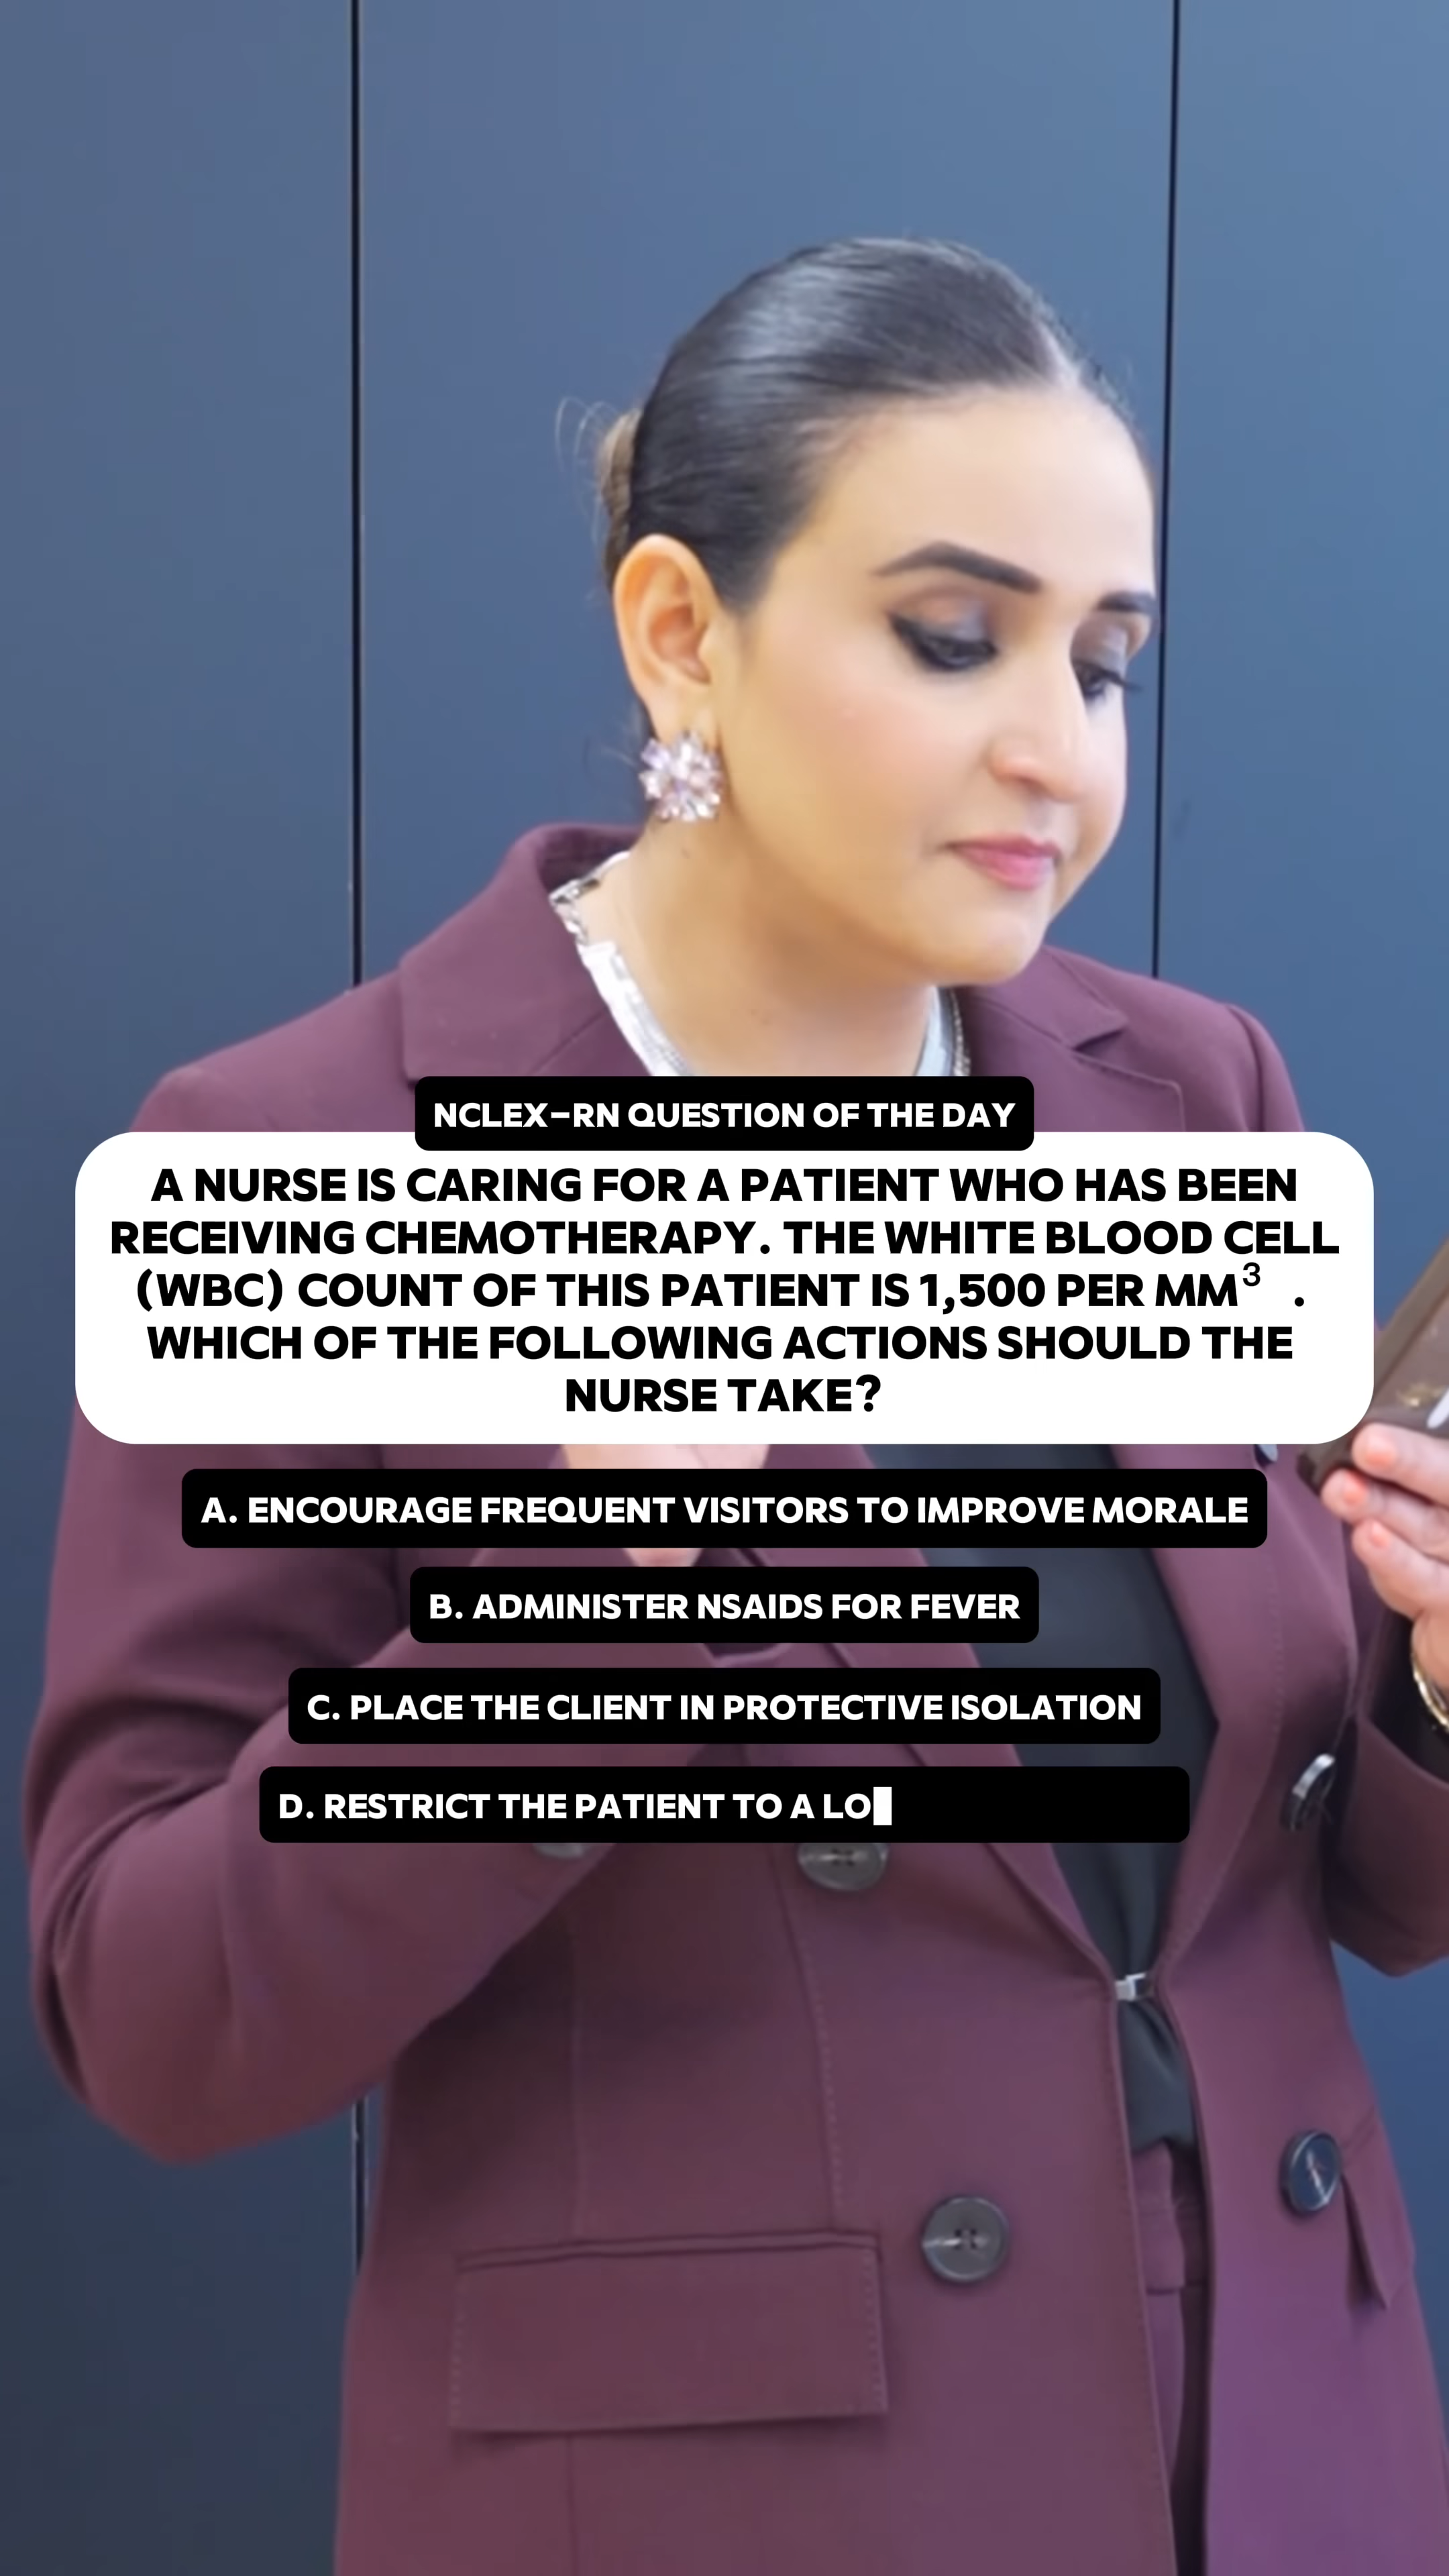 NCLEX-RN QUESTION OF THE DAY
A NURSE IS CARING FOR A PATIENT WHO HAS BEEN
RECEIVING CHEMOTHERAPY. THE WHITE BLOOD CELL
(WBC) COUNT OF THIS PATIENT IS 1,500 PER MM³ .
WHICH OF THE FOLLOWING ACTIONS SHOULD THE
NURSE TAKE?
A. ENCOURAGE FREQUENT VISITORS TO IMPROVE MORALE
B. ADMINISTER NSAIDS FOR FEVER
C. PLACE THE CLIENT IN PROTECTIVE ISOLATION
D. RESTRICT THE PATIENT TO A LO